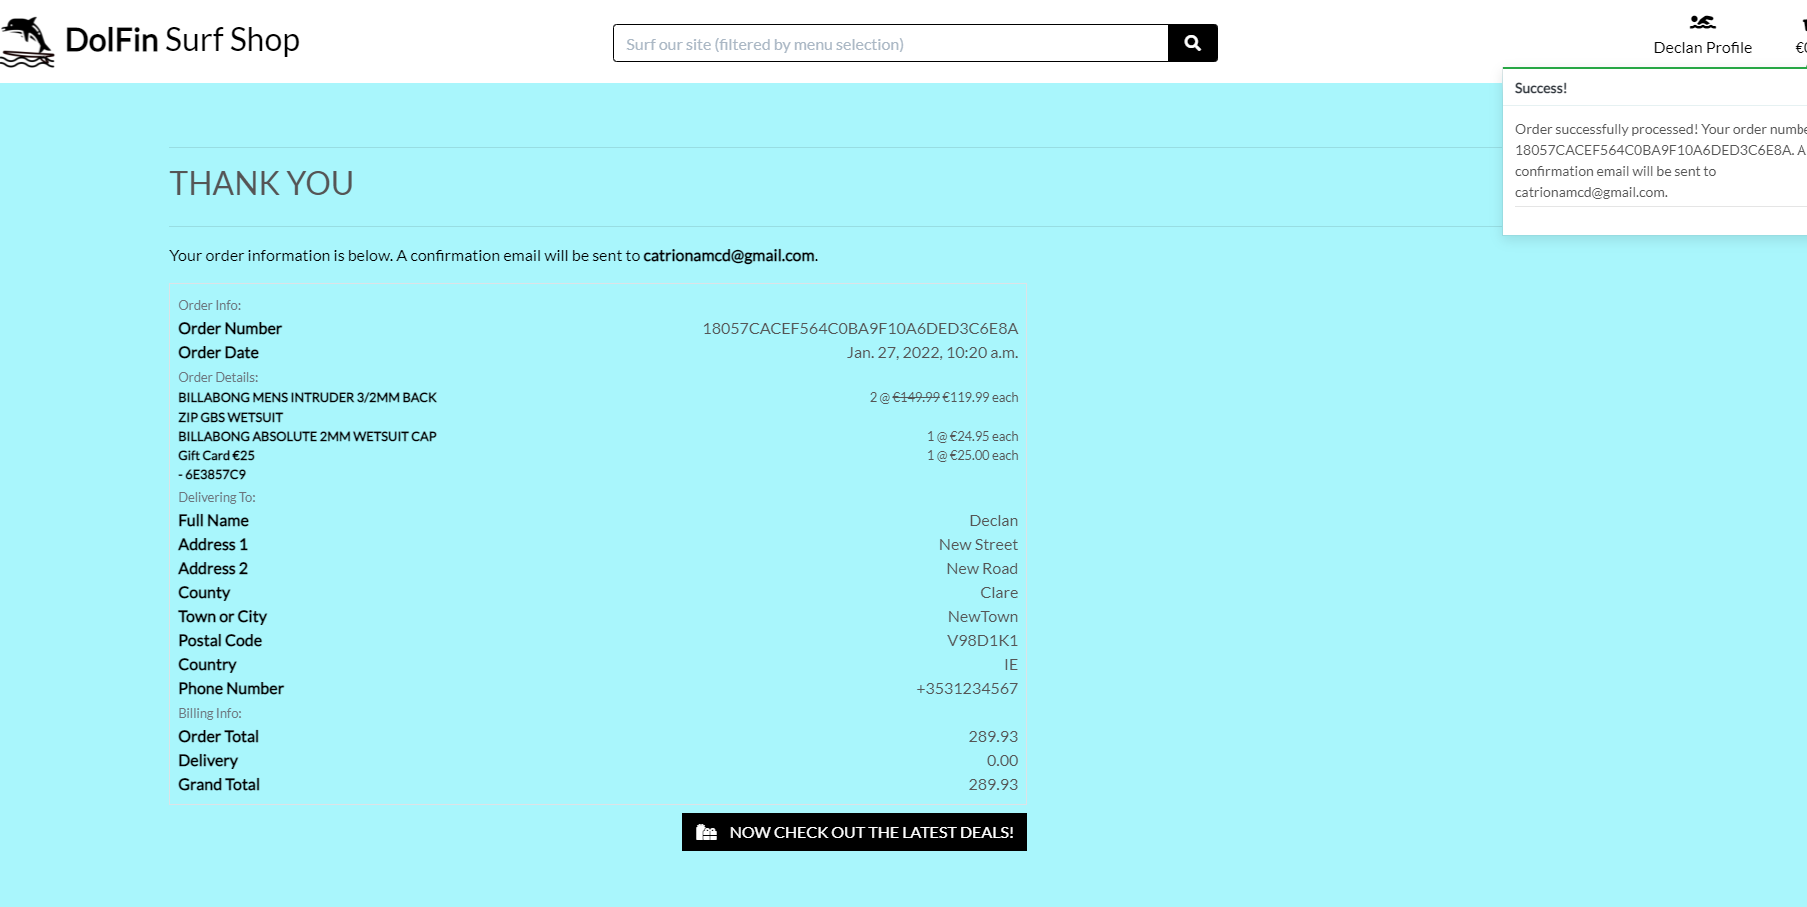 DolFin Surf Shop
Surf our site (filtered by menu selection)
Declan Profile
Success!
Order successfully processed! Your order
18057CACEF564C0BA9F10A6DED3C6E8A. A
confirmation email will be sent to
catrionamcd@gmail.com.
THANK YOU
Your order information is below. A confirmation email will be sent to catrionamcd@gmail.com.
Order Info:
Order Number 18057CACEF564C0BA9F10A6DED3C6E8A
Order Date Jan. 27, 2022, 10:20 a.m.
Order Details:
BILLABONG MENS INTRUDER 3/2MM BACK 2 @ €149.99 €119.99 each
ZIP GBS WETSUIT
BILLABONG ABSOLUTE 2MM WETSUIT CAP 1 @ €24.95 each
Gift Card €25 1 @ €25.00 each
- 6E3857C9
Delivering To:
Full Name Declan
Address 1 New Street
Address 2 New Road
County Clare
Town or City NewTown
Postal Code V98D1K1
Country IE
Phone Number +3531234567
Billing Info:
Order Total 289.93
Delivery 0.00
Grand Total 289.93
NOW CHECK OUT THE LATEST DEALS!